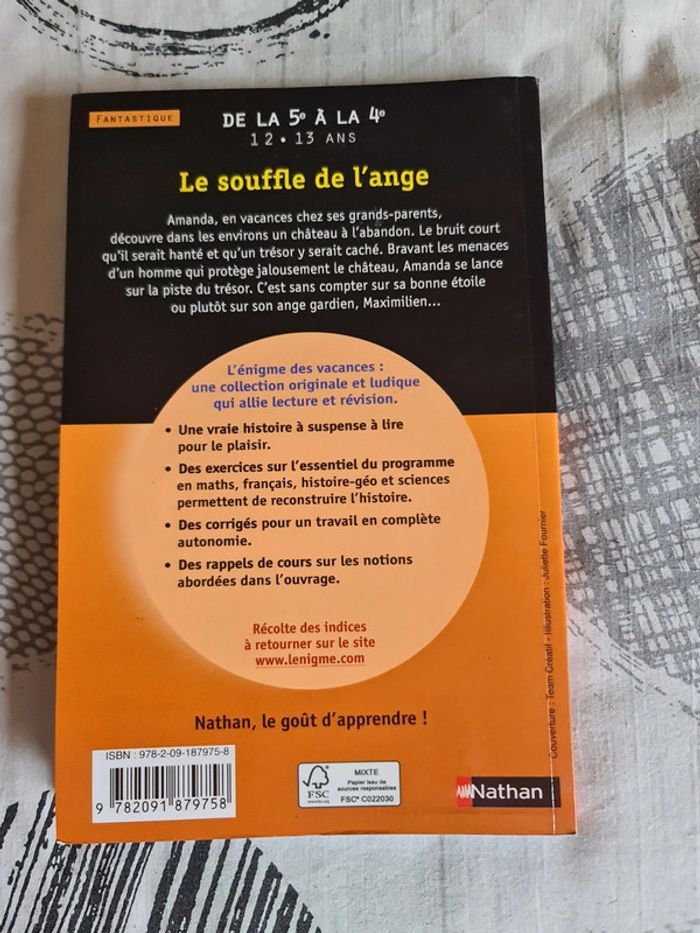 FANTASTIQUE
DE LA 5e À LA 4e
12 • 13 ANS
Le souffle de l'ange
Amanda, en vacances chez ses grands-parents,
découvre dans les environs un château à l'abandon. Le bruit court
qu'il serait hanté et qu'un trésor y serait caché. Bravant les menaces
d'un homme qui protège jalousement le château, Amanda se lance
sur la piste du trésor. C'est sans compter sur sa bonne étoile
ou plutôt sur son ange gardien, Maximilien...
L'énigme des vacances :
une collection originale et ludique
qui allie lecture et révision.
• Une vraie histoire à suspense à lire
pour le plaisir.
• Des exercices sur l'essentiel du programme
en maths, français, histoire-géo et sciences
permettent de reconstruire l'histoire.
• Des corrigés pour un travail en complète
autonomie.
• Des rappels de cours sur les notions
abordées dans l'ouvrage.
Récolte des indices
à retourner sur le site
www.lenigme.com
Nathan, le goût d'apprendre !
ISBN : 978-2-09-187975-8
9 782091 879758
FSC
www.fsc.org
MIXTE
Papier issu de
sources responsables
FSC® C022030
Nathan
Couverture : Team Créatif - Illustration : Juliette Fournier